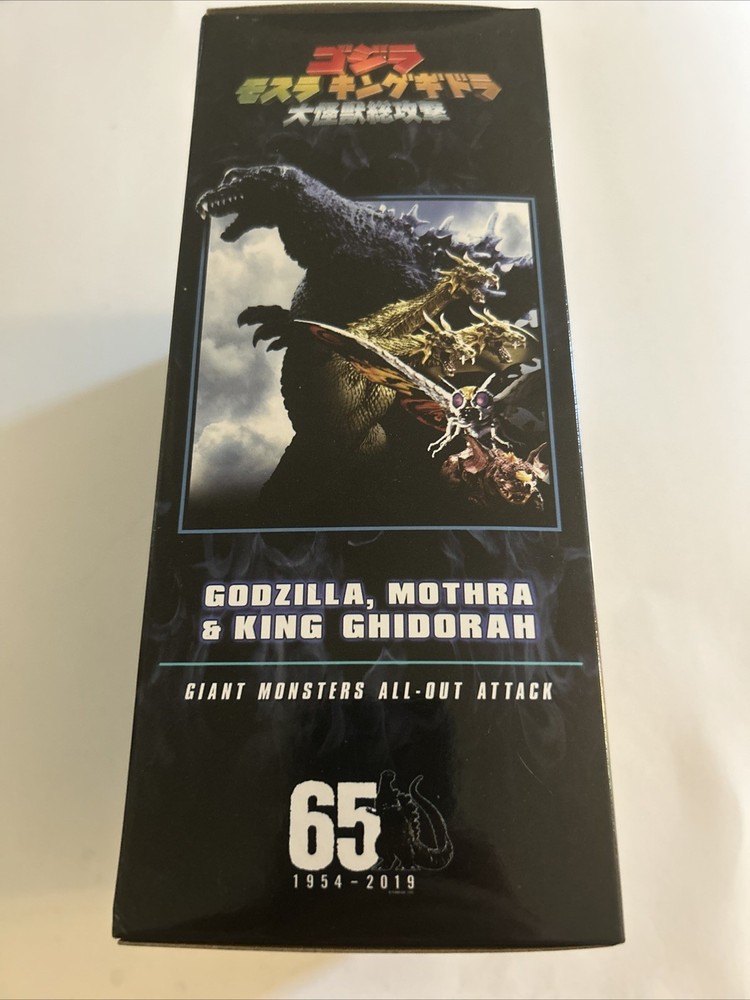 ゴジラ
モスラ キングギドラ
大怪獣総攻撃
GODZILLA, MOTHRA
& KING GHIDORAH
GIANT MONSTERS ALL-OUT ATTACK
65
1954-2019